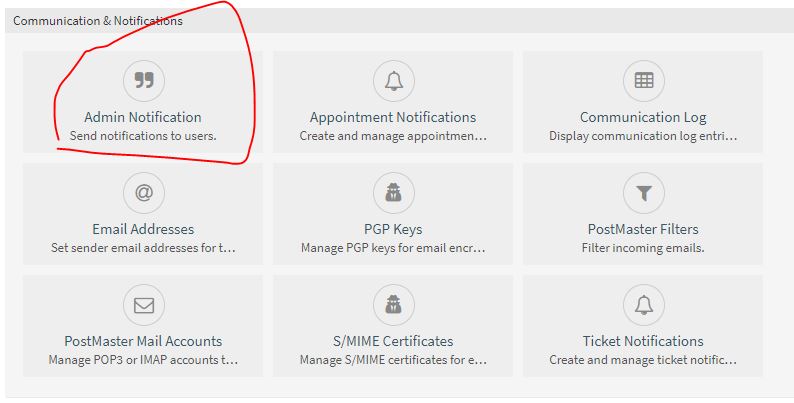 Communication & Notifications
Admin Notification
Send notifications to users.
Appointment Notifications
Create and manage appointmen…
Communication Log
Display communication log entri…
Email Addresses
Set sender email addresses for t…
PGP Keys
Manage PGP keys for email encr…
PostMaster Filters
Filter incoming emails.
PostMaster Mail Accounts
Manage POP3 or IMAP accounts t…
S/MIME Certificates
Manage S/MIME certificates for e…
Ticket Notifications
Create and manage ticket notific…